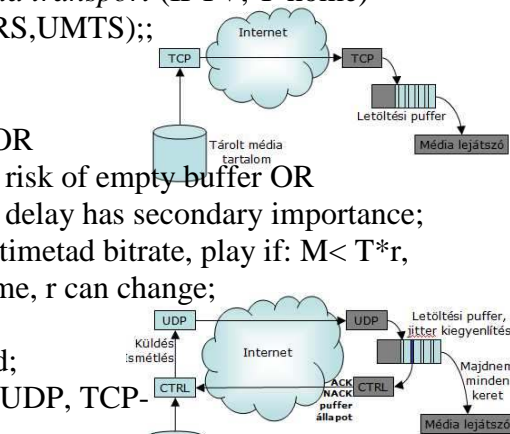 transport (IPTV, T-home)
RS,UMTS);;
Internet
TCP
TCP
Letöltési puffer
Média lejátszó
Tárolt média
tartalom
OR
risk of empty buffer OR
delay has secondary importance;
timetad bitrate, play if: M< T*r,
me, r can change;
d;
UDP, TCP-
UDP
UDP
Letöltési puffer,
jitter kiegyenlítés
Küldés
Ismétlés
Internet
CTRL
ACK
NACK
puffer
állapot
CTRL
Majdnem
minden
keret
Média lejátszó